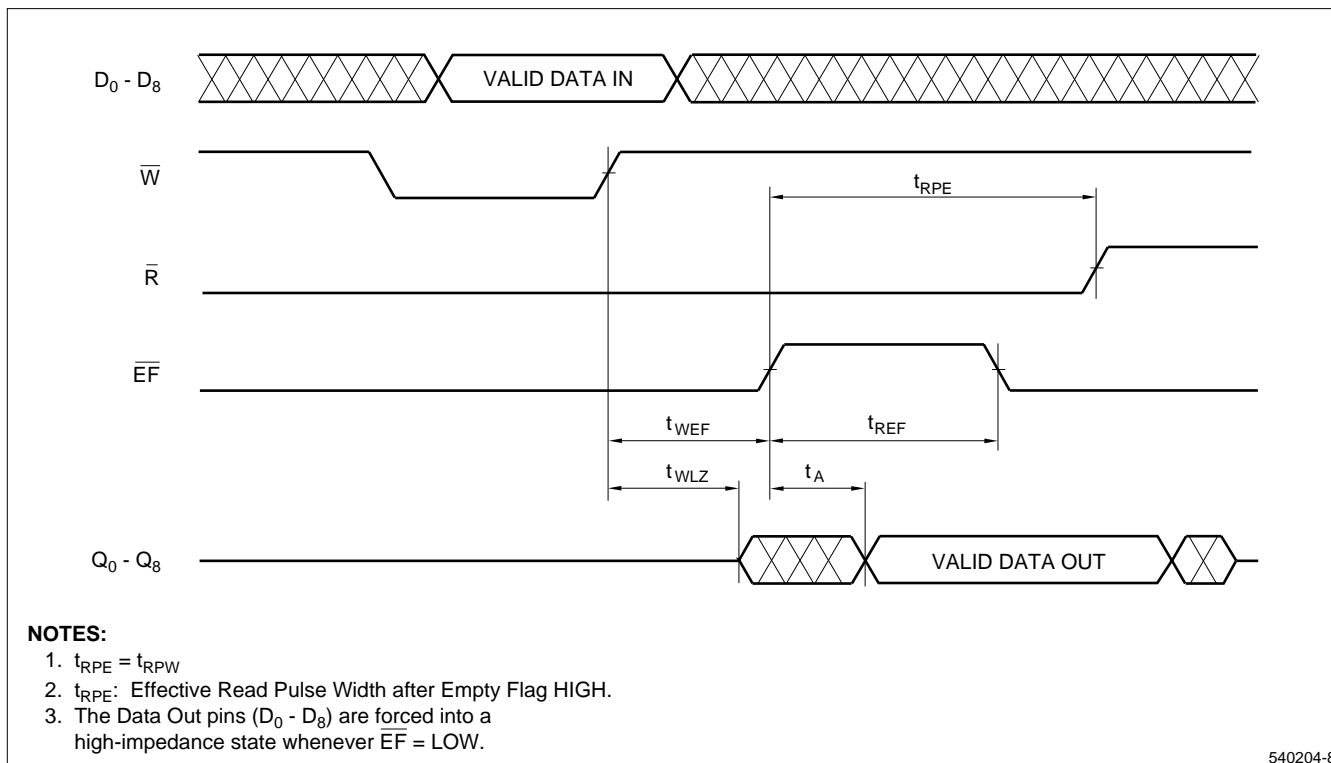 D0 - D8
VALID DATA IN
W̅
tRPE
R̅
E̅F̅
tWEF
tREF
tWLZ
tA
Q0 - Q8
VALID DATA OUT
NOTES:
1. tRPE = tRPW
2. tRPE: Effective Read Pulse Width after Empty Flag HIGH.
3. The Data Out pins (D0 - D8) are forced into a
high-impedance state whenever E̅F̅ = LOW.
540204-8